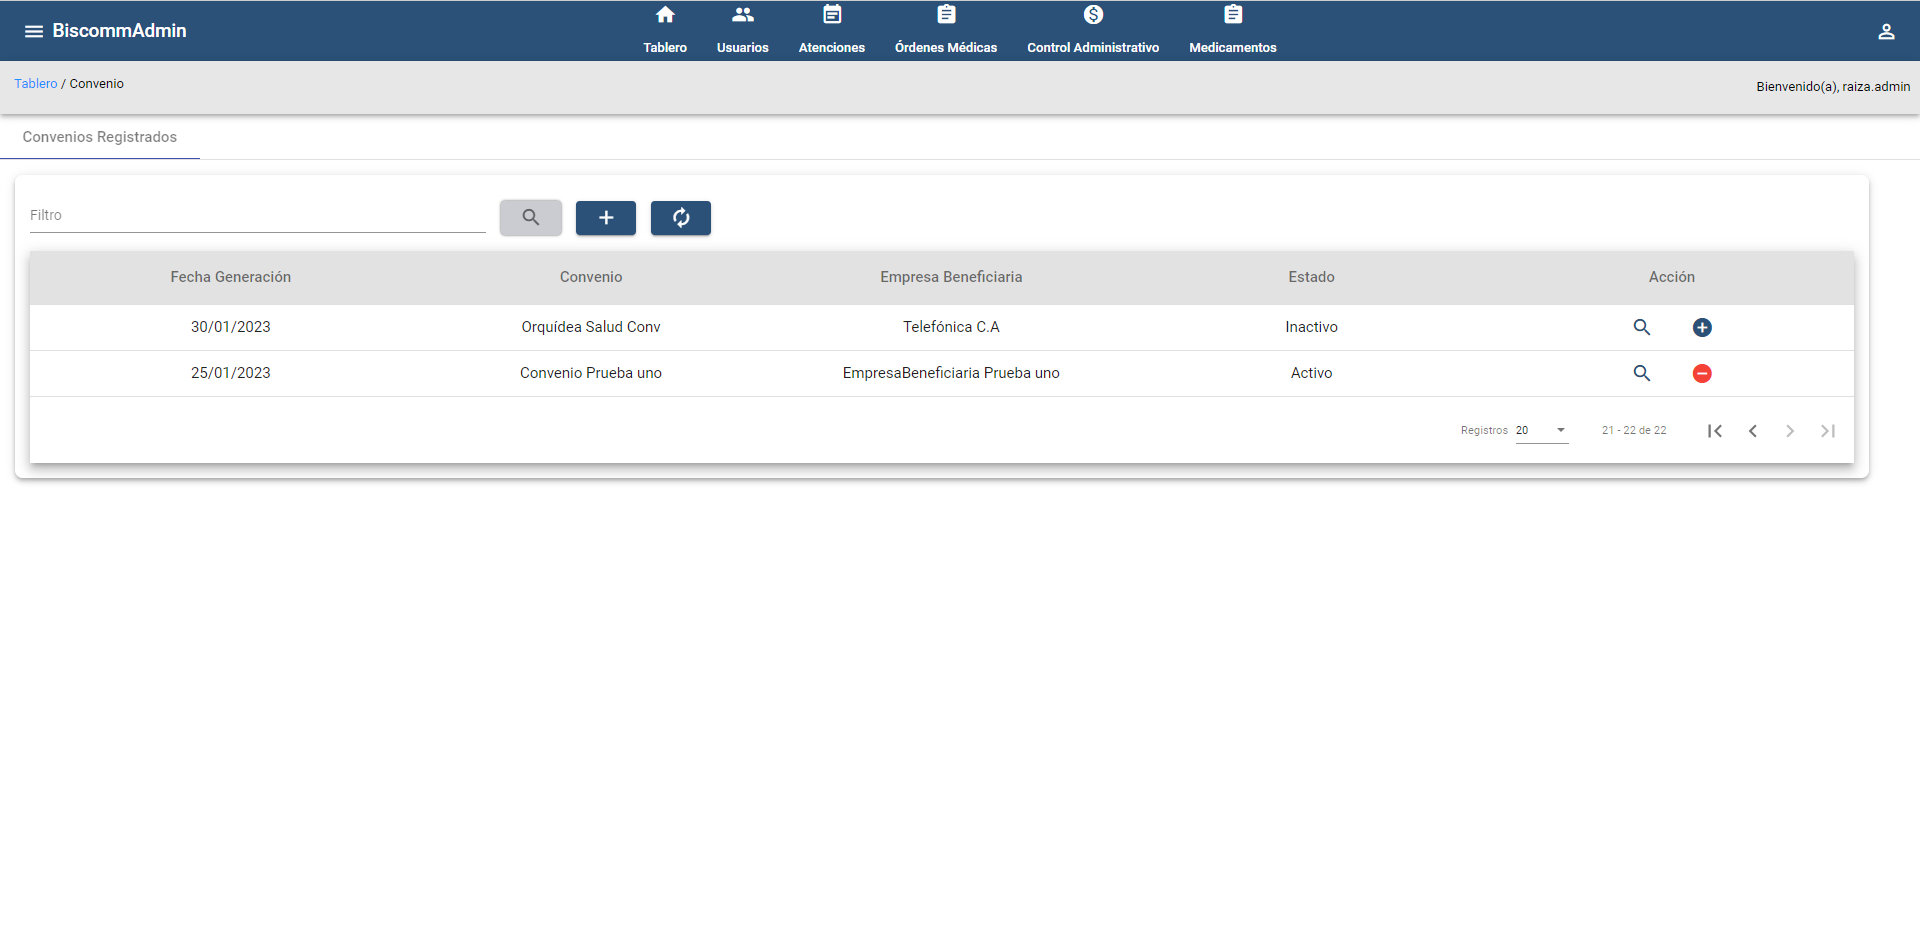 BiscommAdmin
Tablero
Usuarios
Atenciones
Órdenes Médicas
Control Administrativo
Medicamentos
Tablero / Convenio
Bienvenido(a), raiza.admin
Convenios Registrados
Filtro
Fecha Generación Convenio Empresa Beneficiaria Estado Acción
30/01/2023 Orquídea Salud Conv Telefónica C.A Inactivo
25/01/2023 Convenio Prueba uno EmpresaBeneficiaria Prueba uno Activo
Registros 20 21 - 22 de 22